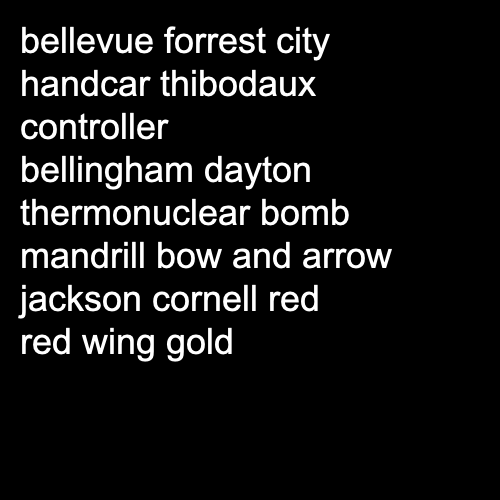 bellevue forrest city
handcar thibodaux
controller
bellingham dayton
thermonuclear bomb
mandrill bow and arrow
jackson cornell red
red wing gold